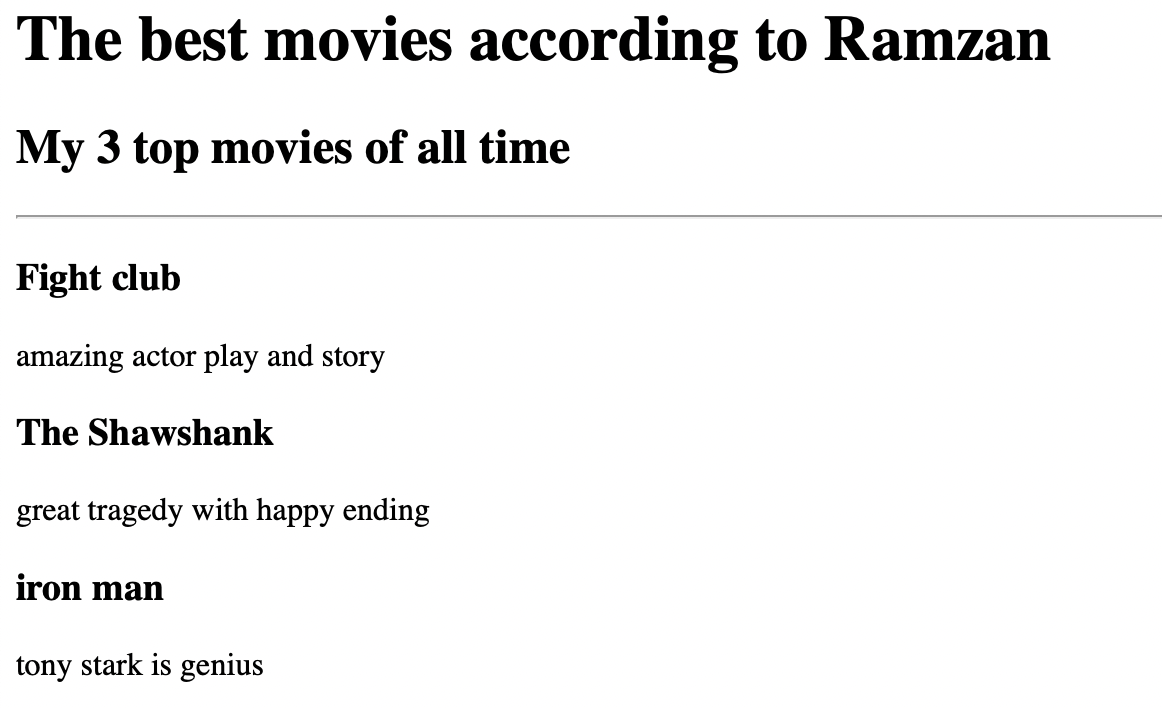 The best movies according to Ramzan
My 3 top movies of all time
Fight club
amazing actor play and story
The Shawshank
great tragedy with happy ending
iron man
tony stark is genius